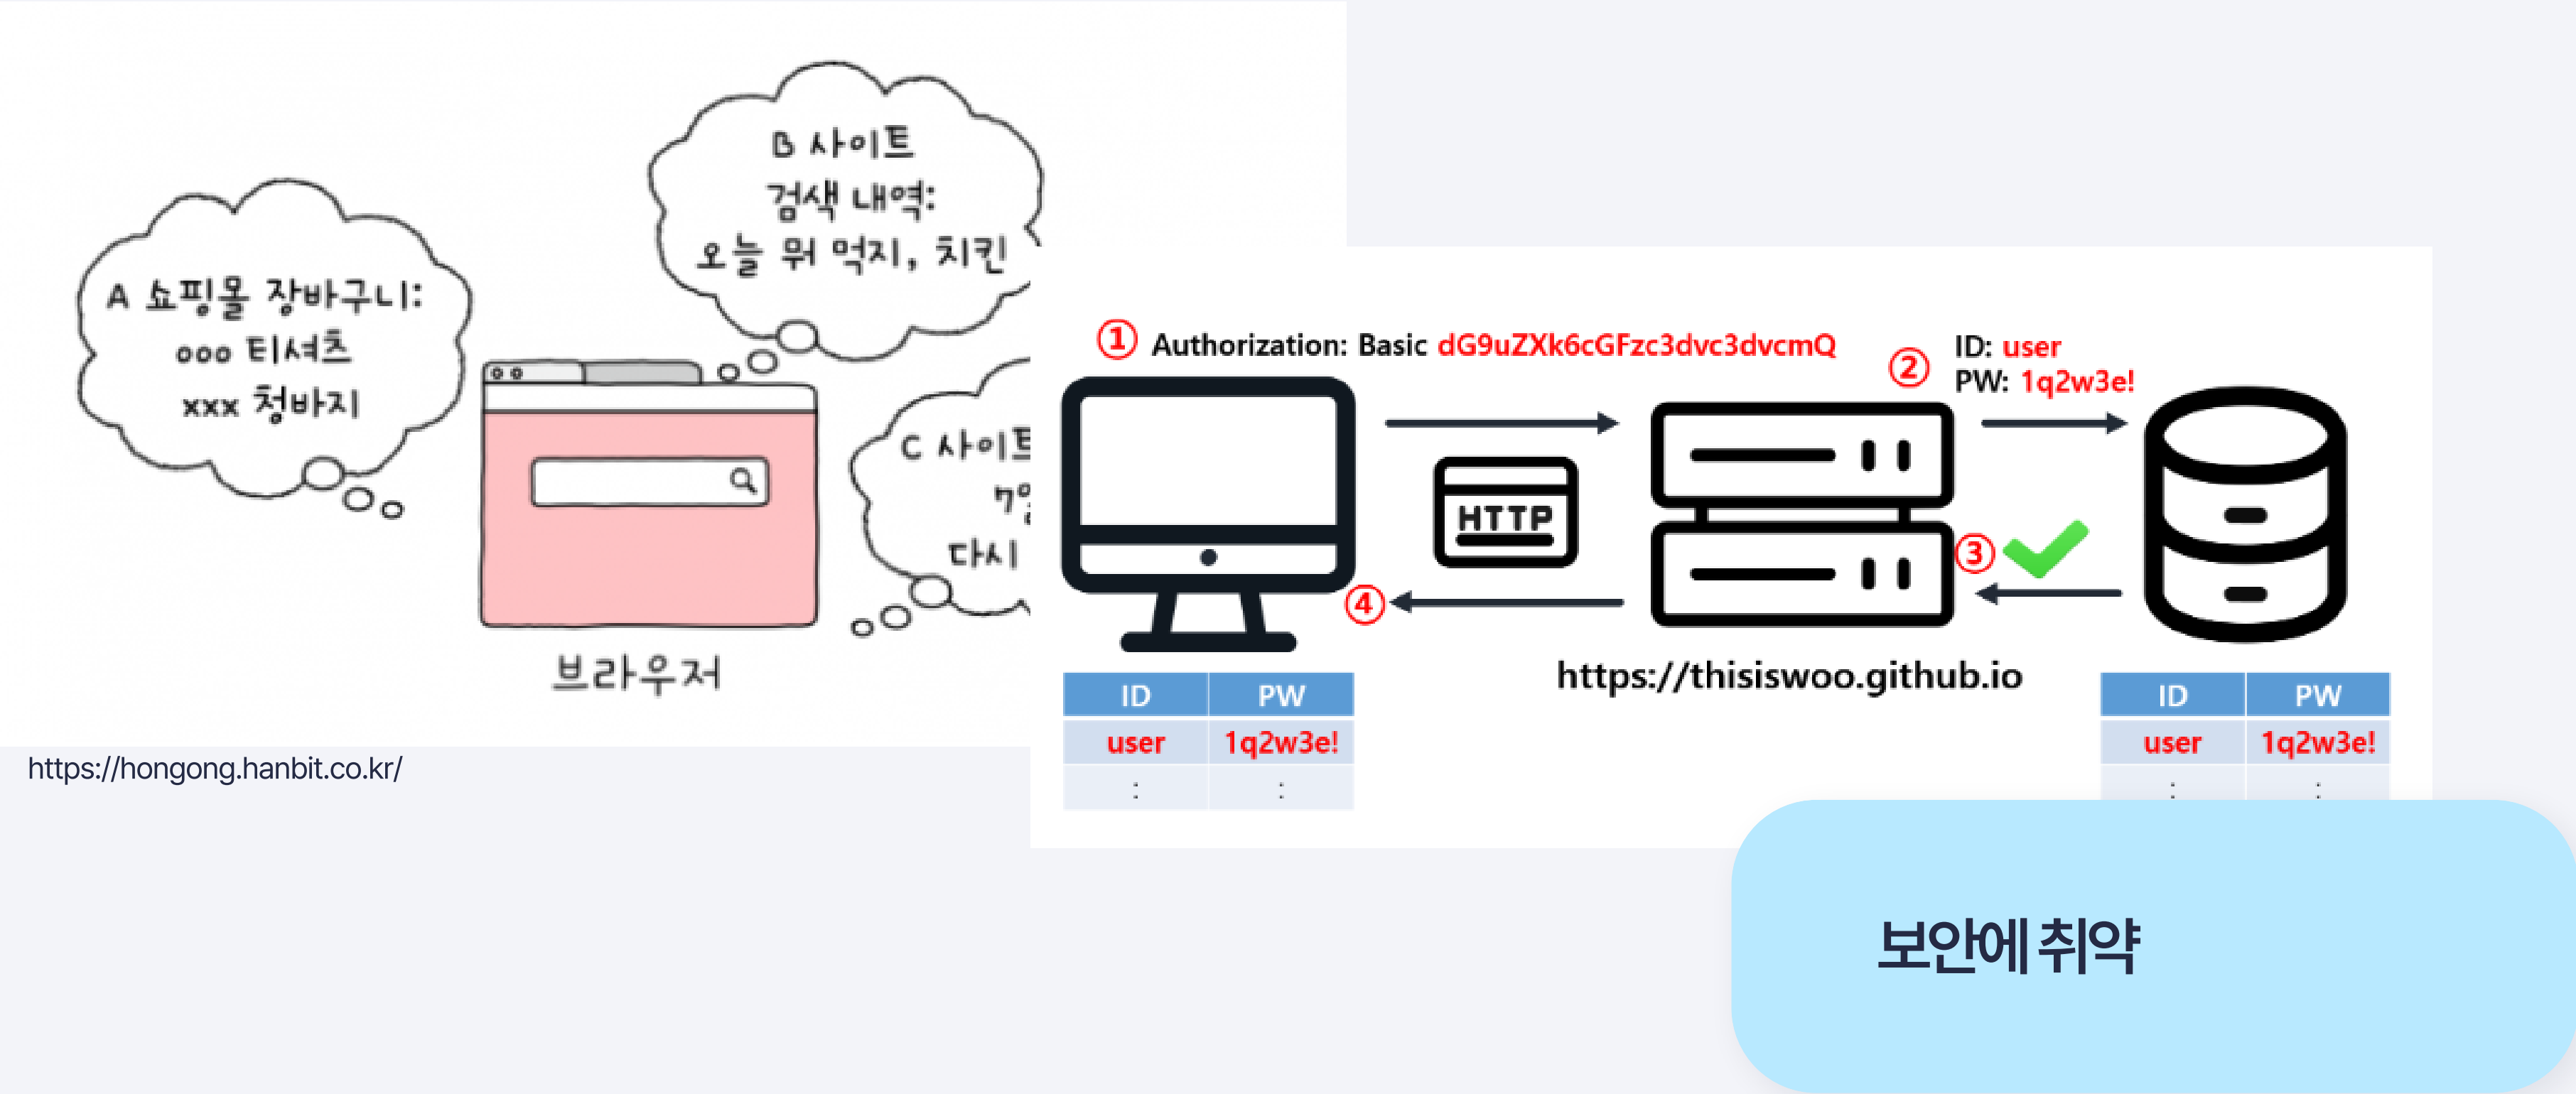 B 사이트
검색 내역:
오늘 뭐 먹지, 치킨
A 쇼핑몰 장바구니:
ooo 티셔츠
xxx 청바지
C 사이트
다시
브라우저
https://hongong.hanbit.co.kr/
① Authorization: Basic dG9uZXk6cGFzc3dvc3dvcmQ
② ID: user
PW: 1q2w3e!
HTTP
③
④
https://thisiswoo.github.io
ID PW
user 1q2w3e!
: :
ID PW
user 1q2w3e!
: :
보안에 취약